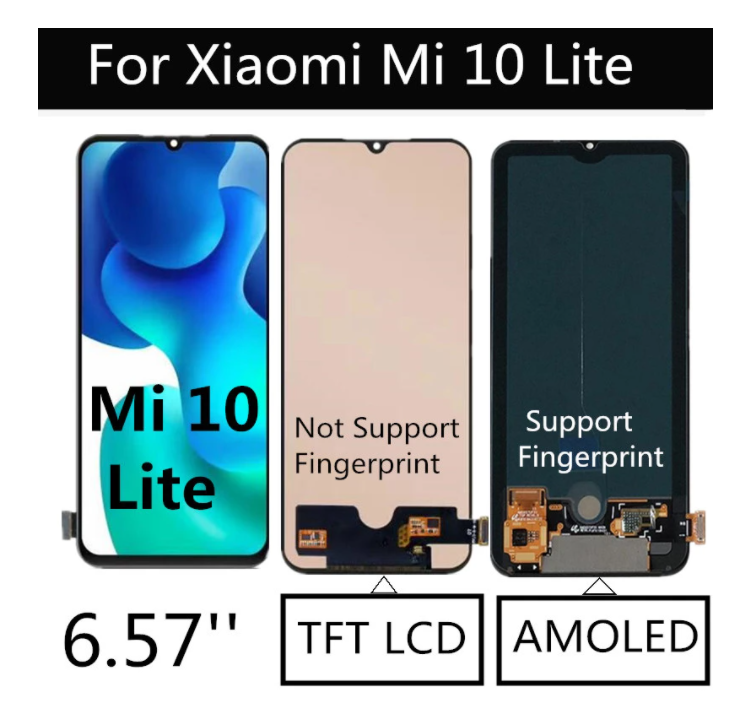 For Xiaomi Mi 10 Lite
Mi 10
Lite
Not Support
Fingerprint
Support
Fingerprint
6.57''
TFT LCD
AMOLED